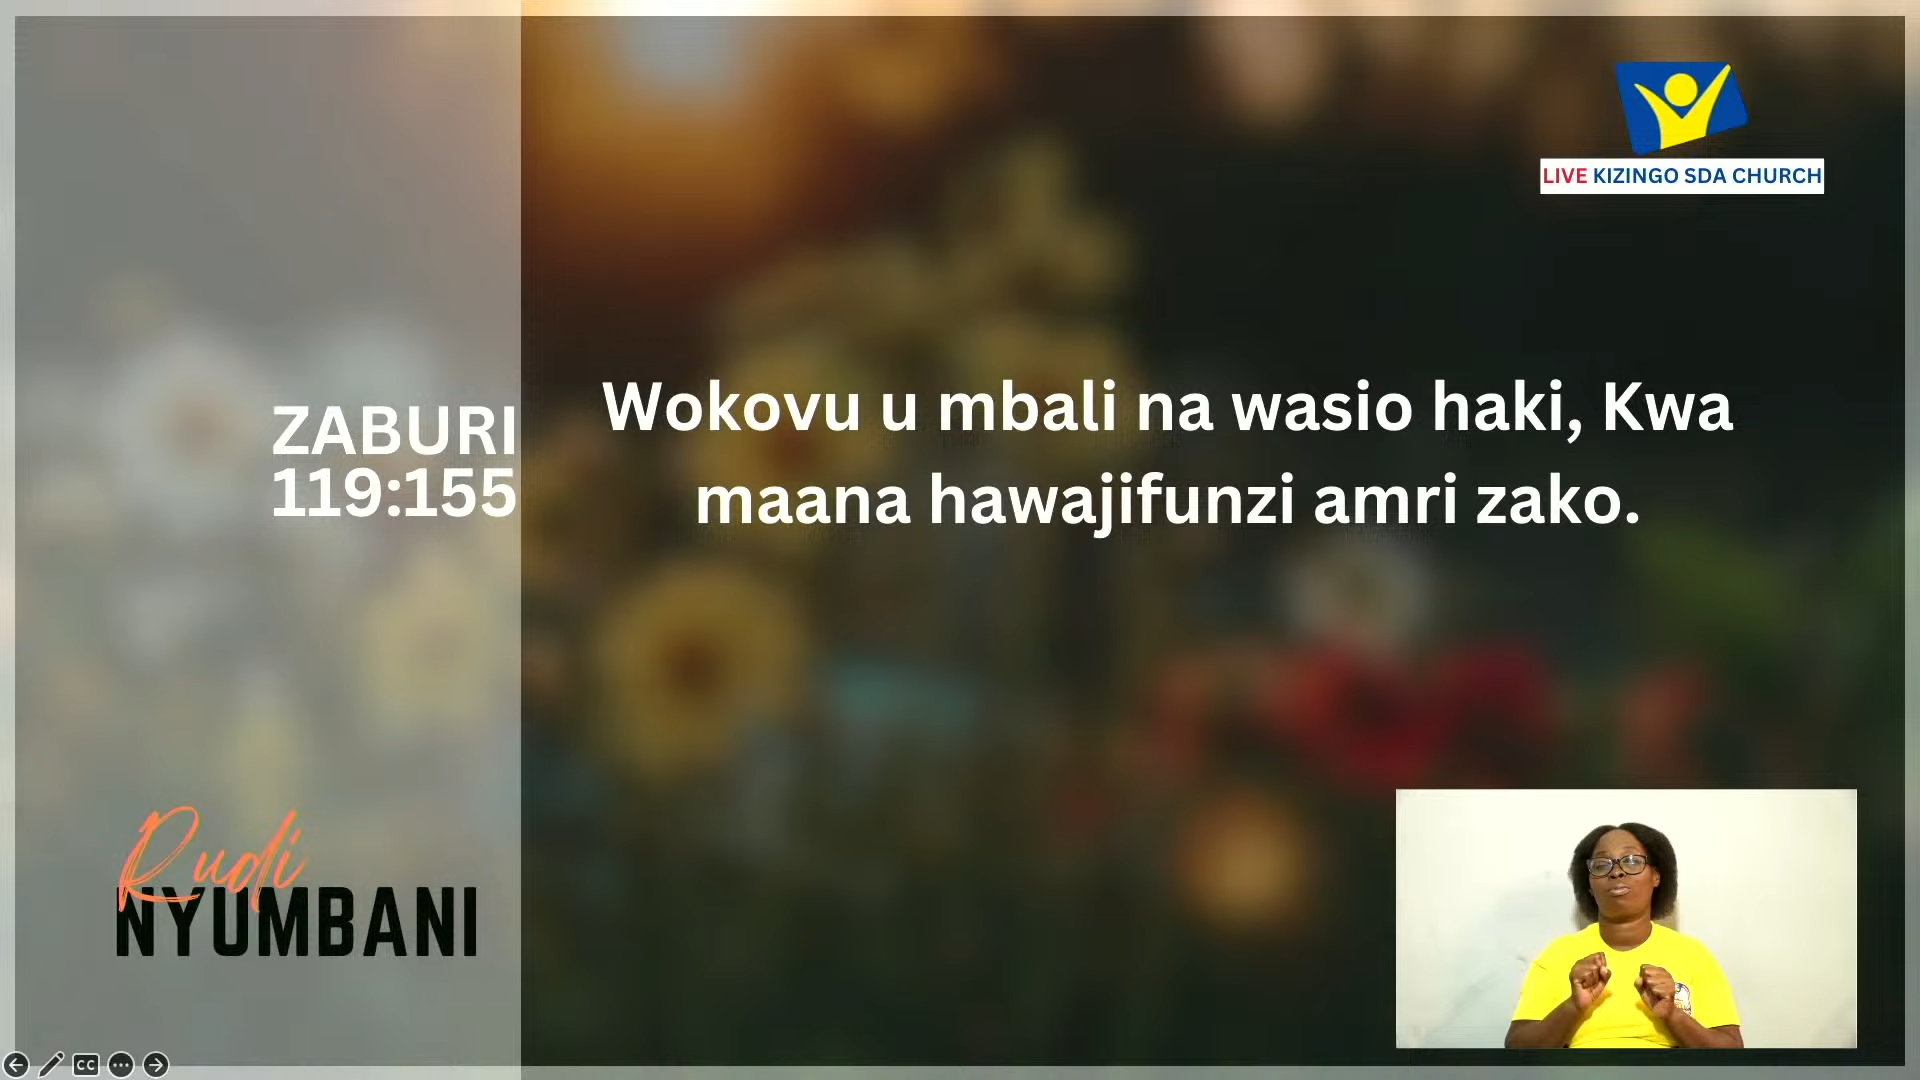 LIVE KIZINGO SDA CHURCH
ZABURI
119:155
Wokovu u mbali na wasio haki, Kwa
maana hawajifunzi amri zako.
Rudi
NYUMBANI
CC